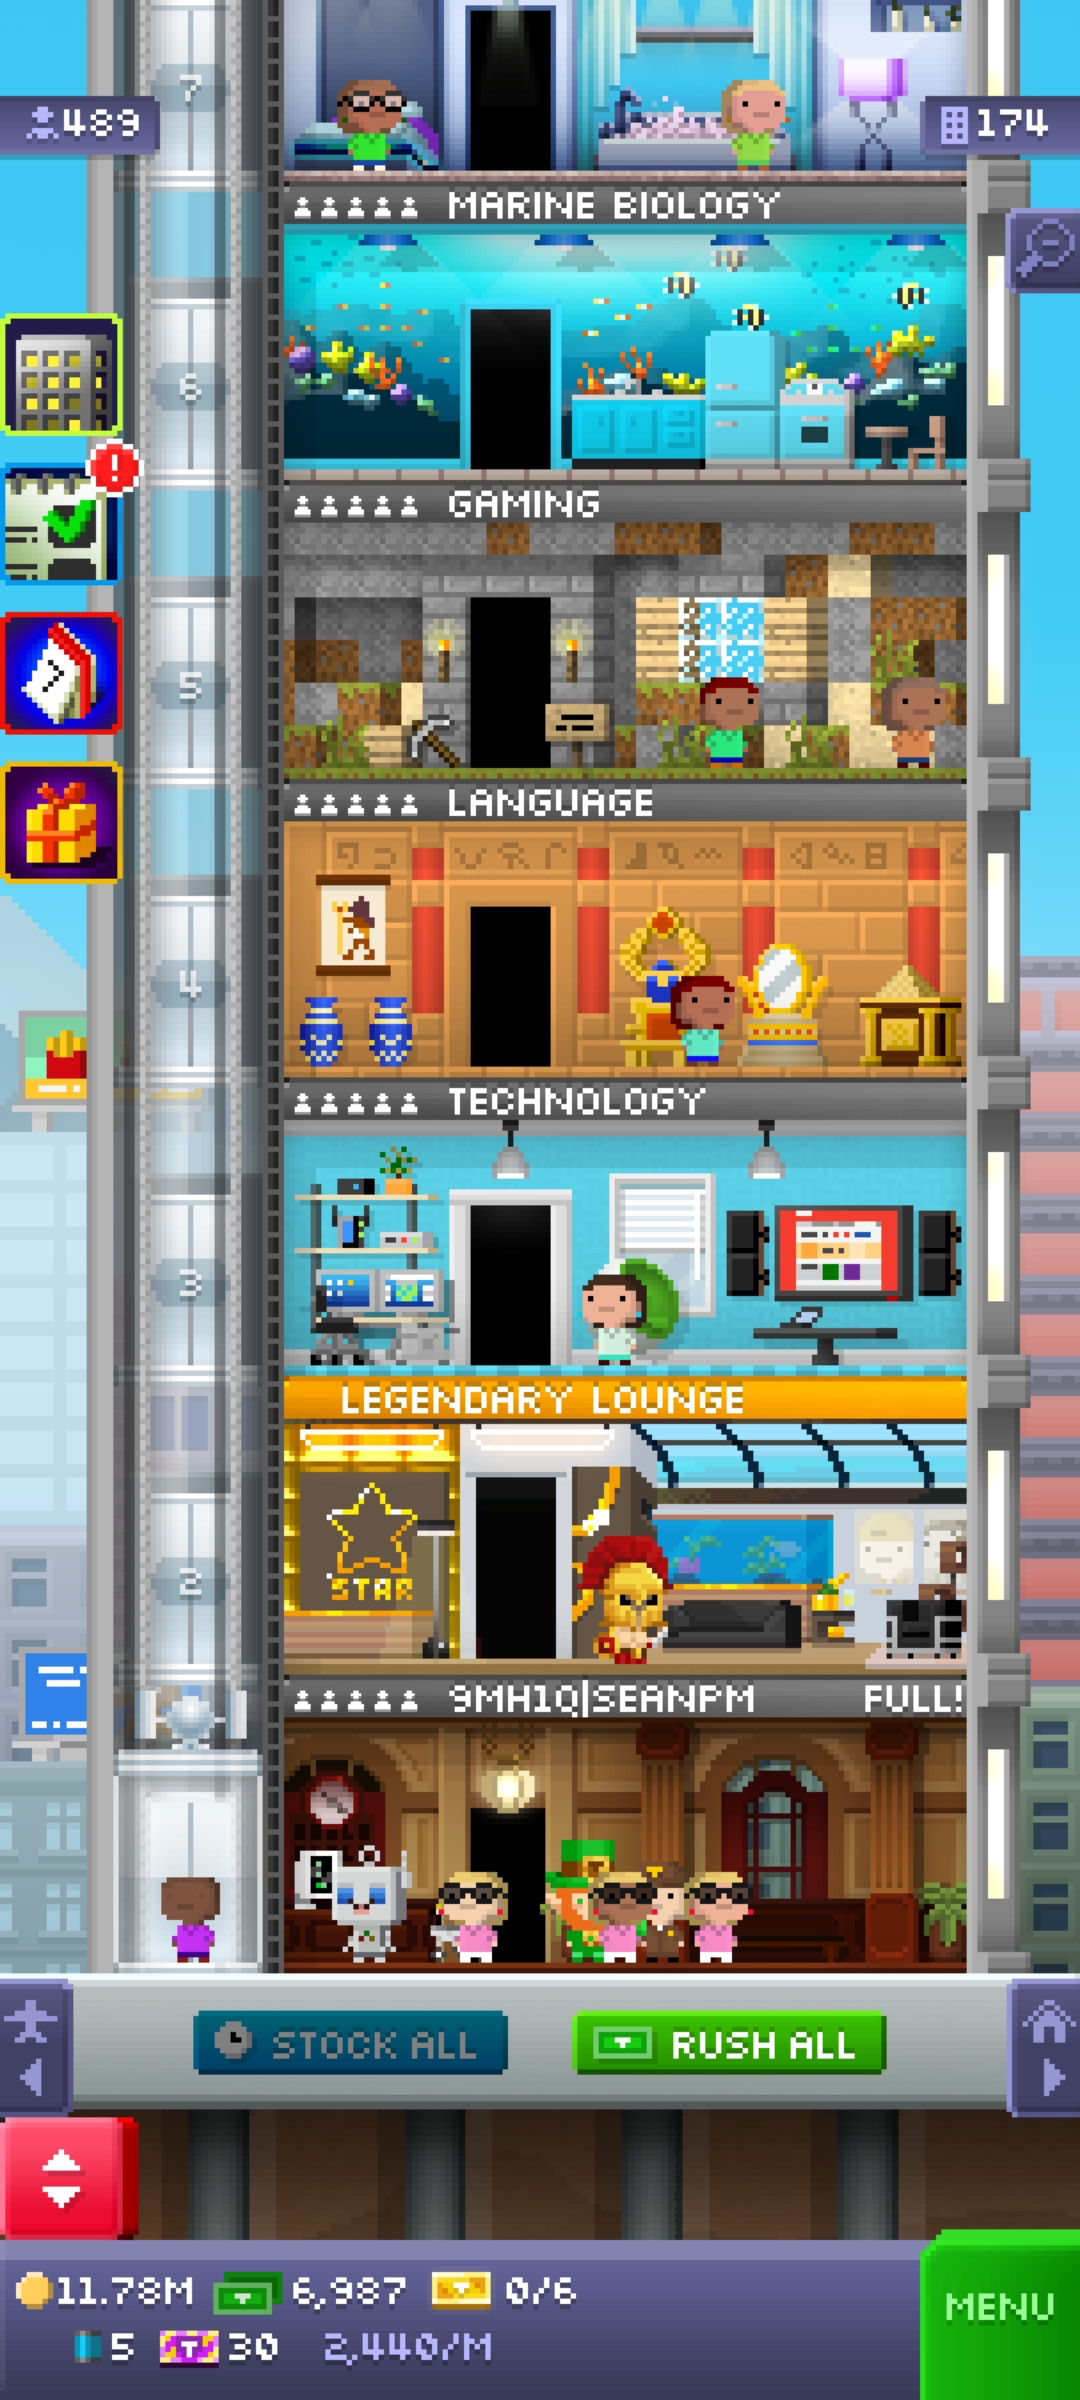 7
489
174
MARINE BIOLOGY
6
GAMING
5
LANGUAGE
4
TECHNOLOGY
3
LEGENDARY LOUNGE
STAR
2
9MH1Q|SEANPM FULL!
STOCK ALL
RUSH ALL
11.78M 6,987 0/6
5 30 2,440/M
MENU